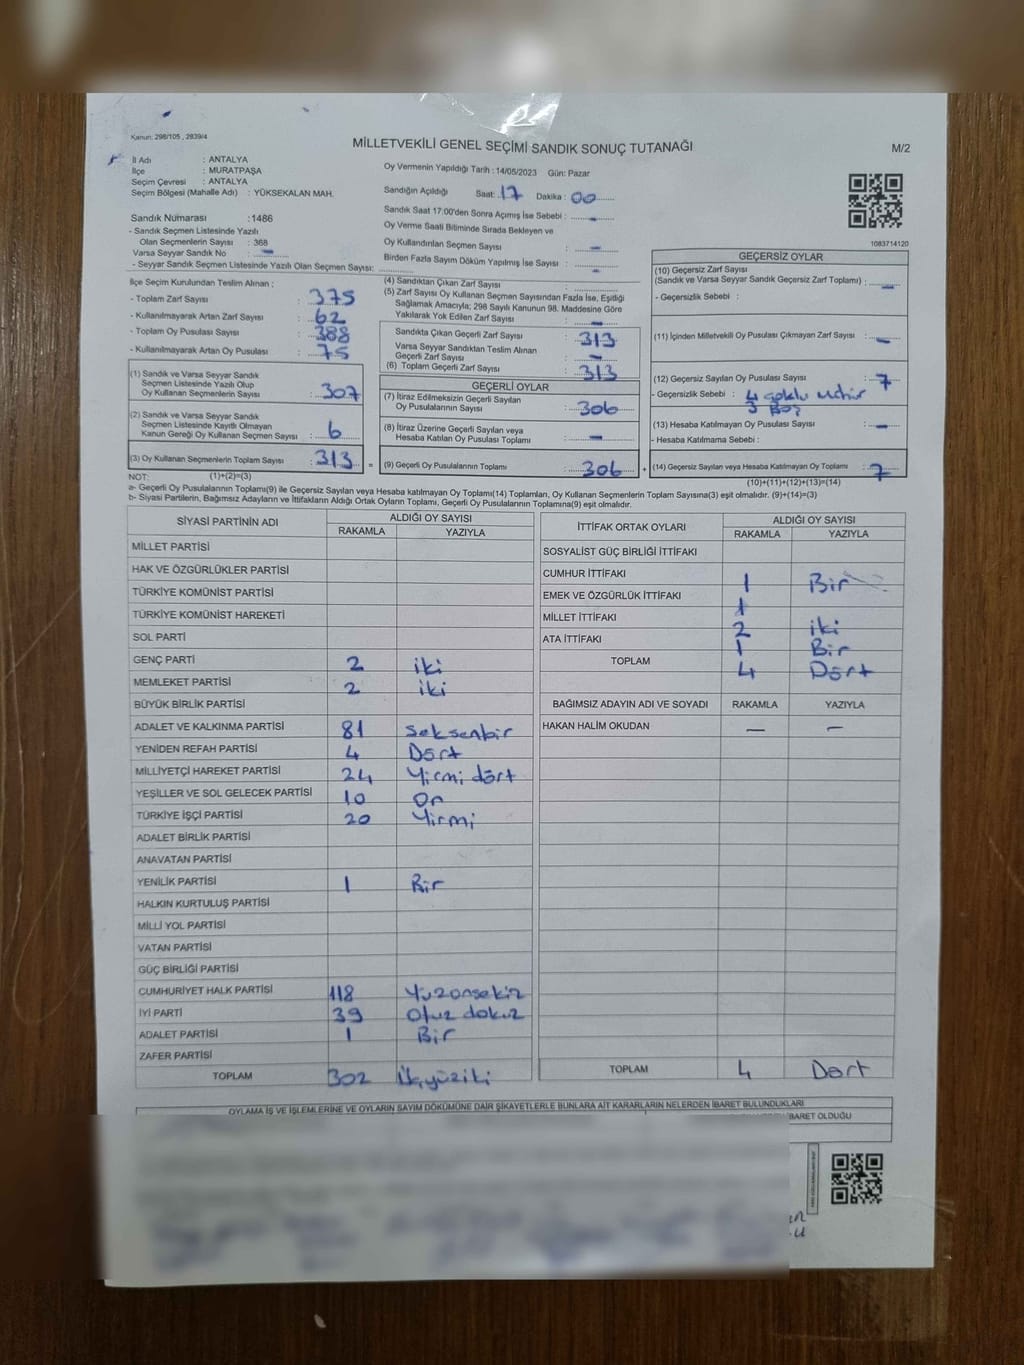 Kanun: 298/105 , 2839/4
MİLLETVEKİLİ GENEL SEÇİMİ SANDIK SONUÇ TUTANAĞI
M/2
İl Adı : ANTALYA
İlçe : MURATPAŞA
Seçim Çevresi : ANTALYA
Seçim Bölgesi (Mahalle Adı) : YÜKSEKALAN MAH.
Sandık Numarası :1486
- Sandık Seçmen Listesinde Yazılı
Olan Seçmenlerin Sayısı : 368
Varsa Seyyar Sandık No : -
- Seyyar Sandık Seçmen Listesinde Yazılı Olan Seçmen Sayısı:
Oy Vermenin Yapıldığı Tarih : 14/05/2023 Gün: Pazar
Sandığın Açıldığı Saat: 17 Dakika : 00
Sandık Saat 17:00'den Sonra Açımış İse Sebebi : -
Oy Verme Saati Bitiminde Sırada Bekleyen ve
Oy Kullandırılan Seçmen Sayısı : -
Birden Fazla Sayım Döküm Yapılmış İse Sayısı : -
1083714120
İlçe Seçim Kurulundan Teslim Alınan ;
- Toplam Zarf Sayısı : 375
- Kullanılmayarak Artan Zarf Sayısı : 62
- Toplam Oy Pusulası Sayısı : 388
- Kullanılmayarak Artan Oy Pusulası : 75
(1) Sandık ve Varsa Seyyar Sandık
Seçmen Listesinde Yazılı Olup
Oy Kullanan Seçmenlerin Sayısı : 307
(2) Sandık ve Varsa Seyyar Sandık
Seçmen Listesinde Kayıtlı Olmayan
Kanun Gereği Oy Kullanan Seçmen Sayısı : 6
(3) Oy Kullanan Seçmenlerin Toplam Sayısı : 313
(1)+(2)=(3)
(4) Sandıktan Çıkan Zarf Sayısı :
(5) Zarf Sayısı Oy Kullanan Seçmen Sayısından Fazla İse, Eşitliği
Sağlamak Amacıyla; 298 Sayılı Kanunun 98. Maddesine Göre
Yakılarak Yok Edilen Zarf Sayısı : -
Sandıkta Çıkan Geçerli Zarf Sayısı : 313
Varsa Seyyar Sandıktan Teslim Alınan
Geçerli Zarf Sayısı : -
(6) Toplam Geçerli Zarf Sayısı : 313
GEÇERLİ OYLAR
(7) İtiraz Edilmeksizin Geçerli Sayılan
Oy Pusulalarının Sayısı : 306
(8) İtiraz Üzerine Geçerli Sayılan veya
Hesaba Katılan Oy Pusulası Toplamı : -
= (9) Geçerli Oy Pusulalarının Toplamı : 306
GEÇERSİZ OYLAR
(10) Geçersiz Zarf Sayısı
(Sandık ve Varsa Seyyar Sandık Geçersiz Zarf Toplamı) : -
- Geçersizlik Sebebi :
(11) İçinden Milletvekili Oy Pusulası Çıkmayan Zarf Sayısı : -
(12) Geçersiz Sayılan Oy Pusulası Sayısı : 7
- Geçersizlik Sebebi : 4 çoklu mühür
3 Boş
(13) Hesaba Katılmayan Oy Pusulası Sayısı : -
- Hesaba Katılmama Sebebi :
+ (14) Geçersiz Sayılan veya Hesaba Katılmayan Oy Toplamı : 7
(10)+(11)+(12)+(13)=(14)
NOT:
a- Geçerli Oy Pusulalarının Toplamı(9) ile Geçersiz Sayılan veya Hesaba katılmayan Oy Toplamı(14) Toplamları, Oy Kullanan Seçmenlerin Toplam Sayısına(3) eşit olmalıdır. (9)+(14)=(3)
b- Siyasi Partilerin, Bağımsız Adayların ve İttifakların Aldığı Ortak Oyların Toplamı, Geçerli Oy Pusulalarının Toplamına(9) eşit olmalıdır.
SİYASİ PARTİNİN ADI ALDIĞI OY SAYISI
RAKAMLA YAZIYLA
MİLLET PARTİSİ
HAK VE ÖZGÜRLÜKLER PARTİSİ
TÜRKİYE KOMÜNİST PARTİSİ
TÜRKİYE KOMÜNİST HAREKETİ
SOL PARTİ
GENÇ PARTİ 2 iki
MEMLEKET PARTİSİ 2 iki
BÜYÜK BİRLİK PARTİSİ
ADALET VE KALKINMA PARTİSİ 81 seksenbir
YENİDEN REFAH PARTİSİ 4 Dört
MİLLİYETÇİ HAREKET PARTİSİ 24 Yirmi dört
YEŞİLLER VE SOL GELECEK PARTİSİ 10 On
TÜRKİYE İŞÇİ PARTİSİ 20 Yirmi
ADALET BİRLİK PARTİSİ
ANAVATAN PARTİSİ
YENİLİK PARTİSİ 1 Bir
HALKIN KURTULUŞ PARTİSİ
MİLLİ YOL PARTİSİ
VATAN PARTİSİ
GÜÇ BİRLİĞİ PARTİSİ
CUMHURİYET HALK PARTİSİ 118 Yüzonsekiz
İYİ PARTİ 39 Otuz dokuz
ADALET PARTİSİ 1 Bir
ZAFER PARTİSİ
TOPLAM 302 Üçyüziki
İTTİFAK ORTAK OYLARI ALDIĞI OY SAYISI
RAKAMLA YAZIYLA
SOSYALİST GÜÇ BİRLİĞİ İTTİFAKI
CUMHUR İTTİFAKI 1 Bir
EMEK VE ÖZGÜRLÜK İTTİFAKI 1
MİLLET İTTİFAKI 2 iki
ATA İTTİFAKI 1 Bir
TOPLAM 4 Dört
BAĞIMSIZ ADAYIN ADI VE SOYADI RAKAMLA YAZIYLA
HAKAN HALİM OKUDAN - -
TOPLAM 4 Dört
OYLAMA İŞ VE İŞLEMLERİNE VE OYLARIN SAYIM DÖKÜMÜNE DAİR ŞİKAYETLERLE BUNLARA AİT KARARLARIN NELERDEN İBARET BULUNDUKLARI
İBARET OLDUĞU